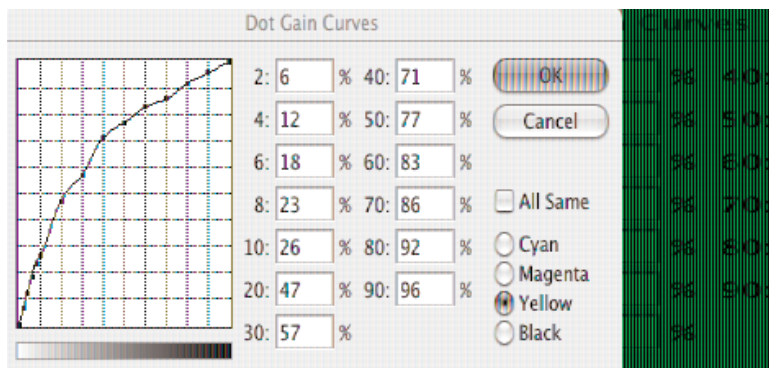 Dot Gain Curves
2: 6 % 40: 71 % OK
4: 12 % 50: 77 % Cancel
6: 18 % 60: 83 %
8: 23 % 70: 86 % All Same
10: 26 % 80: 92 % Cyan
Magenta
20: 47 % 90: 96 % Yellow
30: 57 % Black
Curves
% 40:
% 50:
% 60:
% 70:
% 80:
% 90:
%